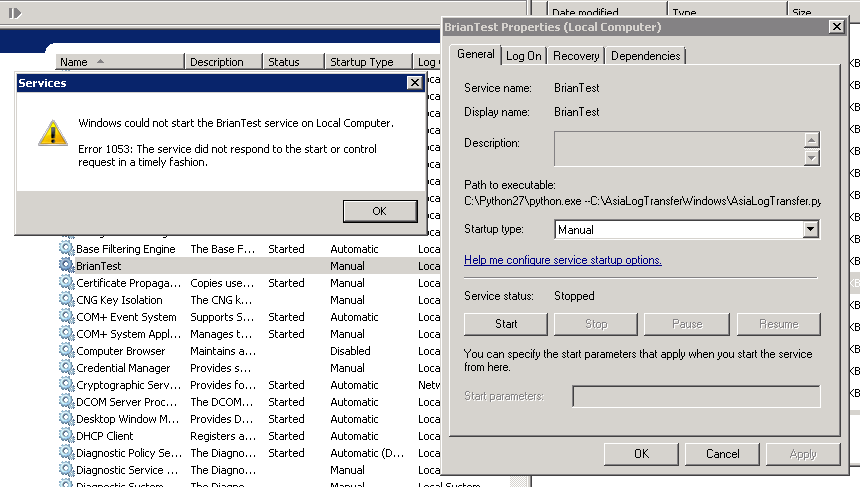 Date modified Type Size
BrianTest Properties (Local Computer)
General Log On Recovery Dependencies
Service name: BrianTest
Display name: BrianTest
Description:
Path to executable:
C:\Python27\python.exe --C:\AsiaLogTransferWindows\AsiaLogTransfer.py
Startup type: Manual
Help me configure service startup options.
Service status: Stopped
Start Stop Pause Resume
You can specify the start parameters that apply when you start the service
from here.
Start parameters:
OK Cancel Apply
Name Description Status Startup Type Log
Services
Windows could not start the BrianTest service on Local Computer.
Error 1053: The service did not respond to the start or control
request in a timely fashion.
OK
Base Filtering Engine The Base F... Started Automatic Loca
BrianTest Manual Loca
Certificate Propaga... Copies use... Started Manual Loca
CNG Key Isolation The CNG k... Manual Loca
COM+ Event System Supports S... Started Automatic Loca
COM+ System Appl... Manages t... Started Manual Loca
Computer Browser Maintains a... Disabled Loca
Credential Manager Provides s... Manual Loca
Cryptographic Serv... Provides fo... Started Automatic Netw
DCOM Server Proc... The DCOM... Started Automatic Loca
Desktop Window M... Provides D... Started Automatic Loca
DHCP Client Registers a... Started Automatic Loca
Diagnostic Policy Se... The Diagno... Started Automatic (D... Loca
Diagnostic Service ... The Diagno... Manual Loca
Diagnostic System The Diagno... Manual Local System